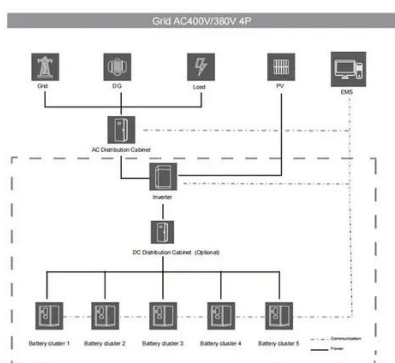 Grid AC400V/380V 4P
Grid
DG
Load
PV
EMS
AC Distribution Cabinet
Inverter
DC Distribution Cabinet (Optional)
Battery cluster 1
Battery cluster 2
Battery cluster 3
Battery cluster 4
Battery cluster 5
Communication
Power